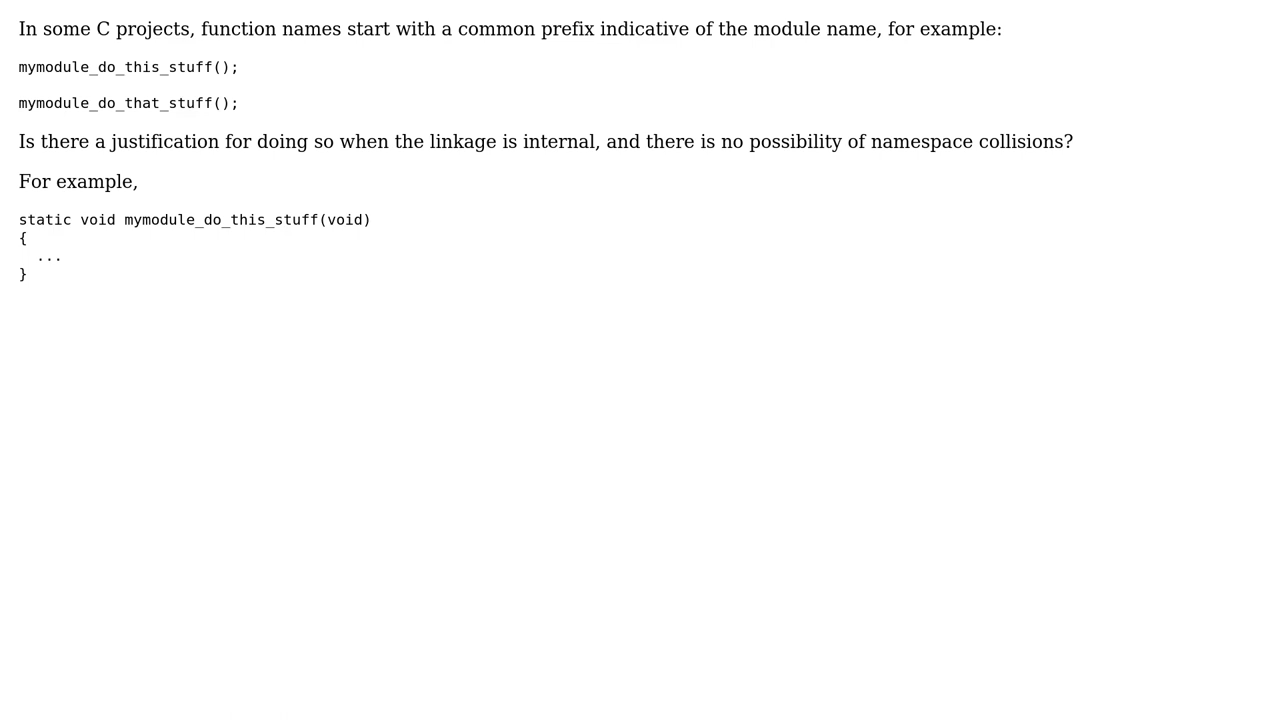 In some C projects, function names start with a common prefix indicative of the module name, for example:
mymodule_do_this_stuff();
mymodule_do_that_stuff();
Is there a justification for doing so when the linkage is internal, and there is no possibility of namespace collisions?
For example,
static void mymodule_do_this_stuff(void)
{
  ...
}